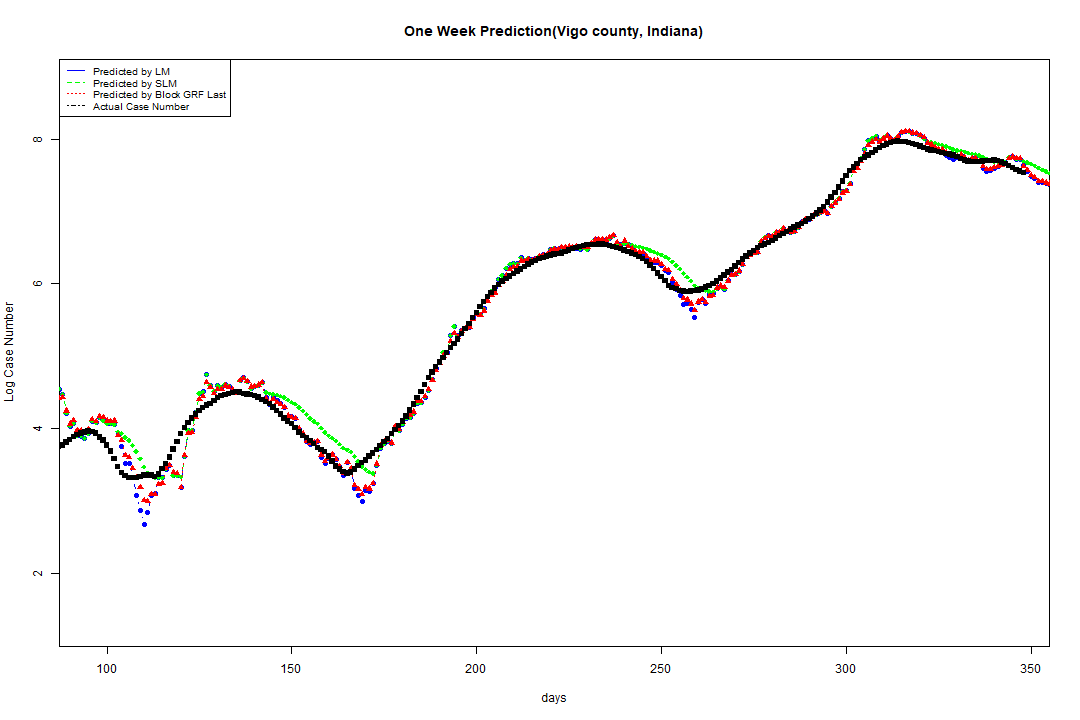 One Week Prediction(Vigo county, Indiana)
Predicted by LM
Predicted by SLM
Predicted by Block GRF Last
Actual Case Number
8
6
4
2
Log Case Number
100 150 200 250 300 350
days